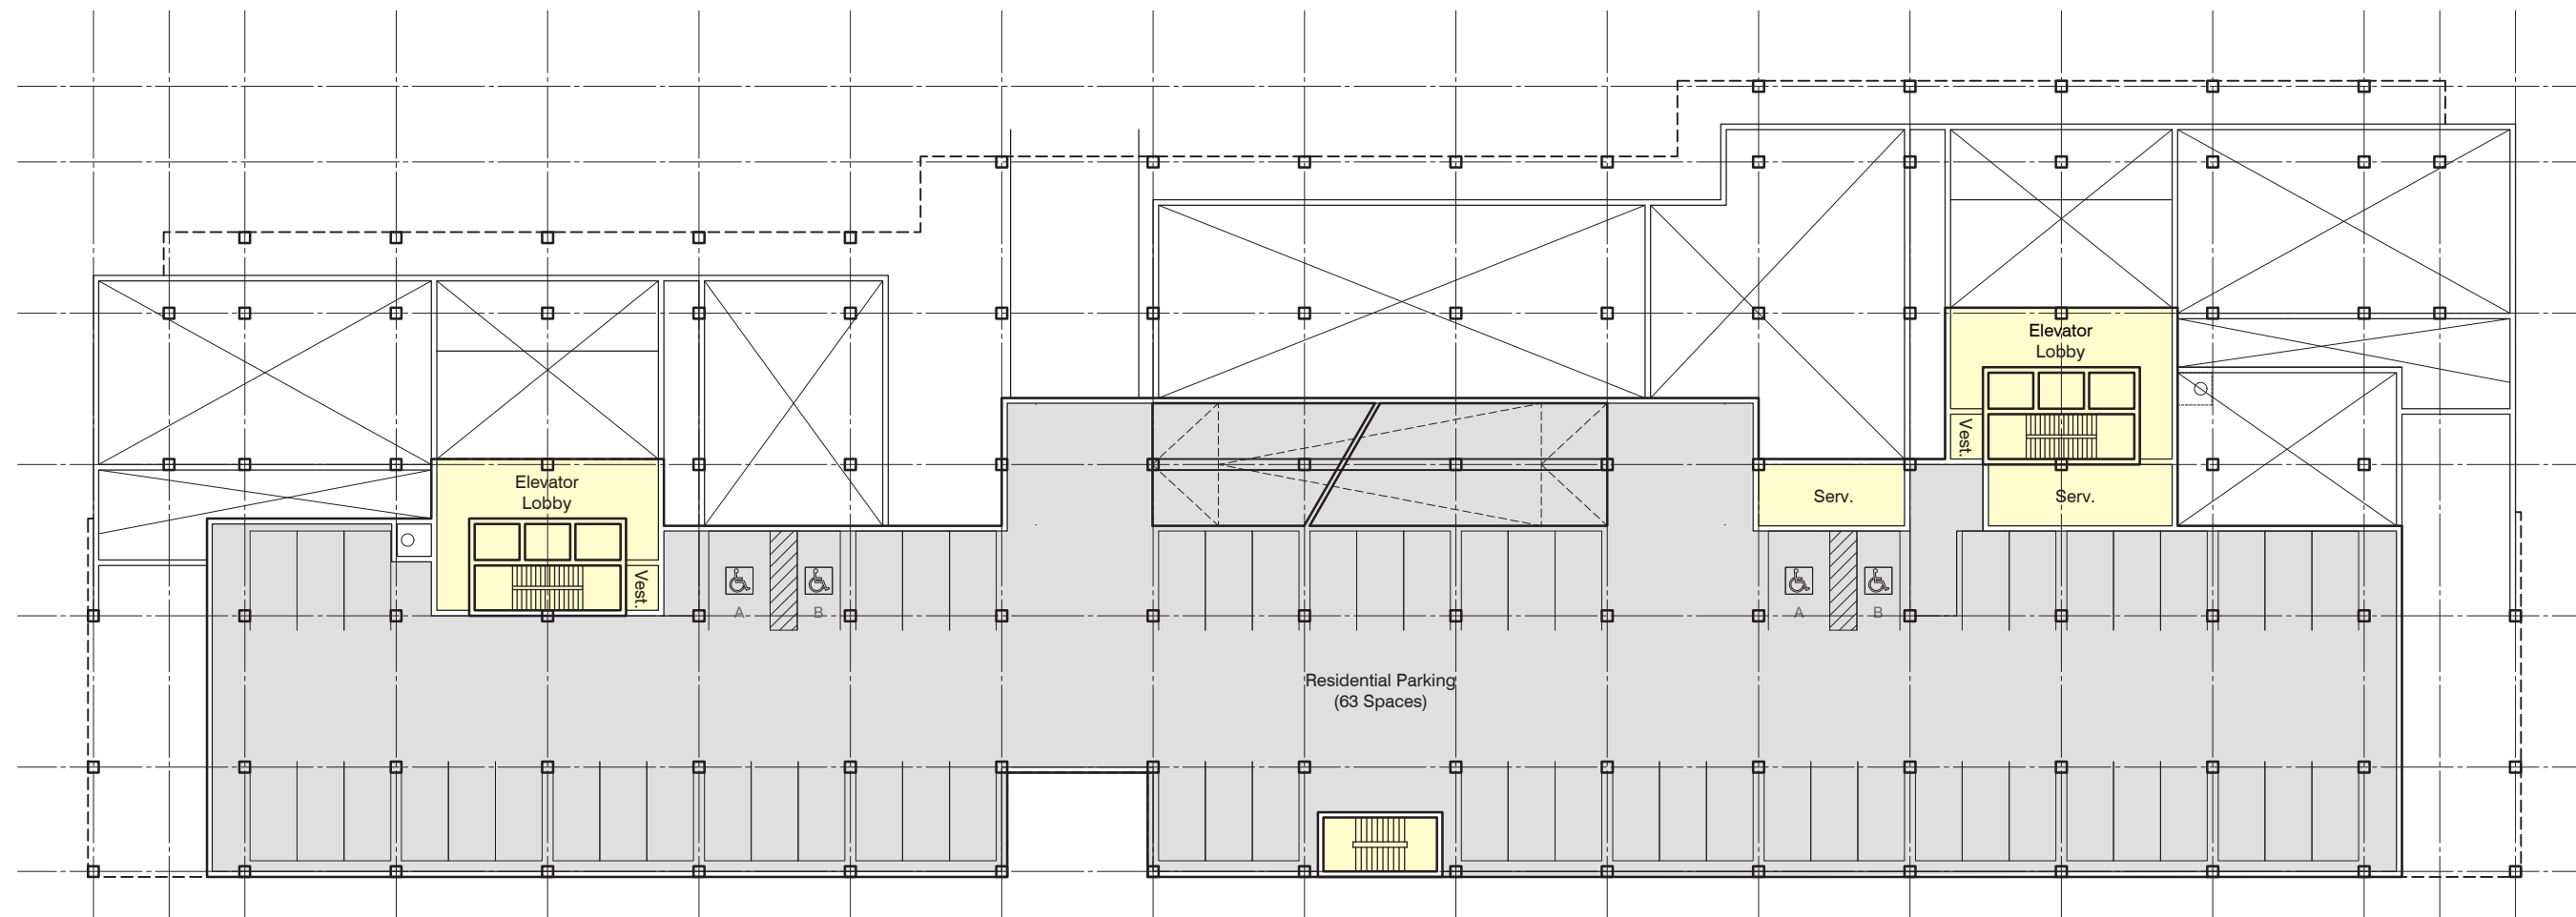 Elevator
Lobby
Vest.
Serv.
Serv.
Elevator
Lobby
Vest.
A
B
A
B
Residential Parking
(63 Spaces)